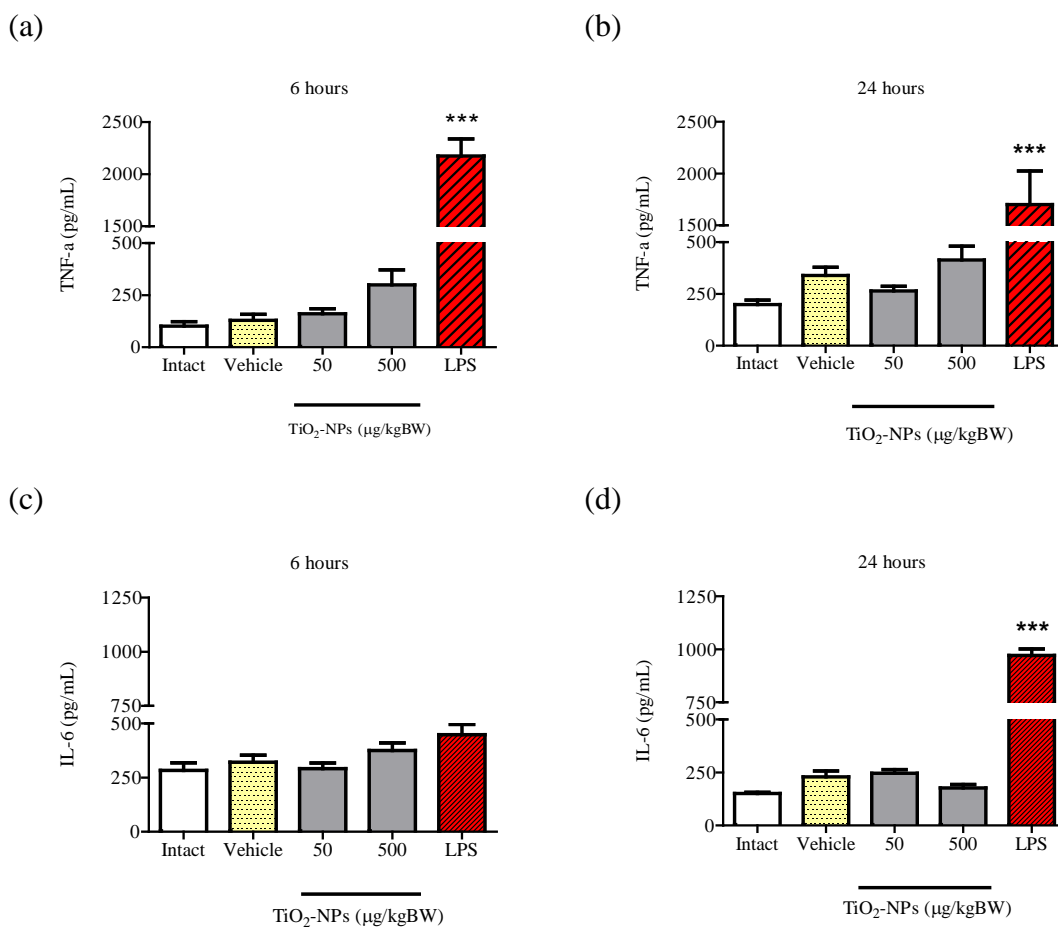 (a)
6 hours
TNF-a (pg/mL)
2500
2000
1500
500
250
0
***
Intact Vehicle 50 500 LPS
TiO₂-NPs (μg/kgBW)
(b)
24 hours
TNF-a (pg/mL)
2500
2000
1500
500
250
0
***
Intact Vehicle 50 500 LPS
TiO₂-NPs (μg/kgBW)
(c)
6 hours
IL-6 (pg/mL)
1250
1000
750
500
250
0
Intact Vehicle 50 500 LPS
TiO₂-NPs (μg/kgBW)
(d)
24 hours
IL-6 (pg/mL)
1250
1000
750
500
250
0
***
Intact Vehicle 50 500 LPS
TiO₂-NPs (μg/kgBW)